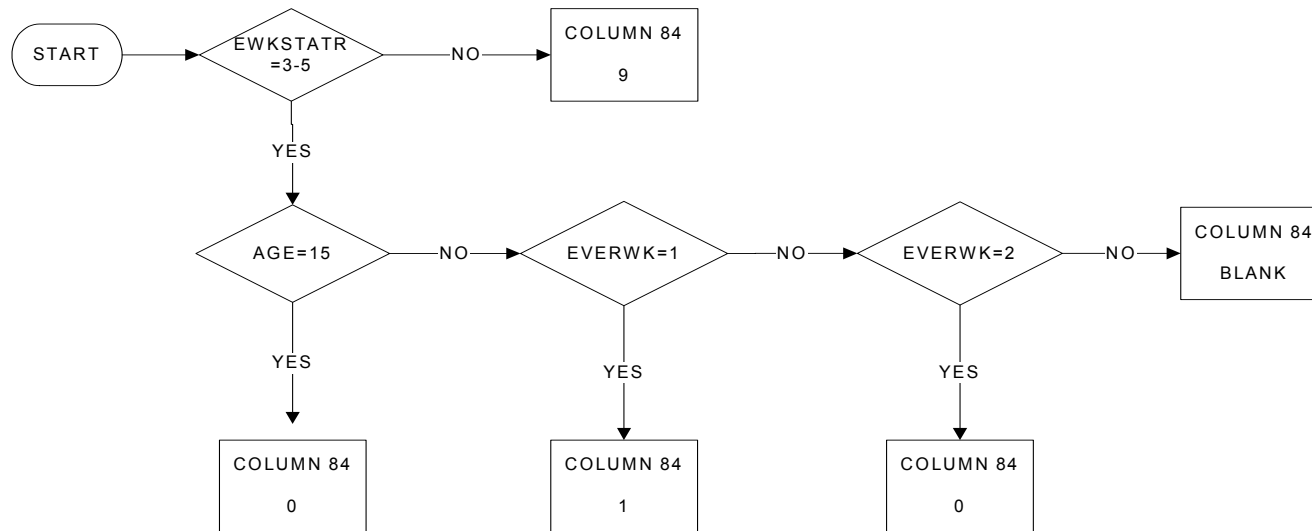 START
EWKSTATR
=3-5
NO
COLUMN 84
9
YES
AGE=15
NO
EVERWK=1
NO
EVERWK=2
NO
COLUMN 84
BLANK
YES
YES
YES
COLUMN 84
0
COLUMN 84
1
COLUMN 84
0